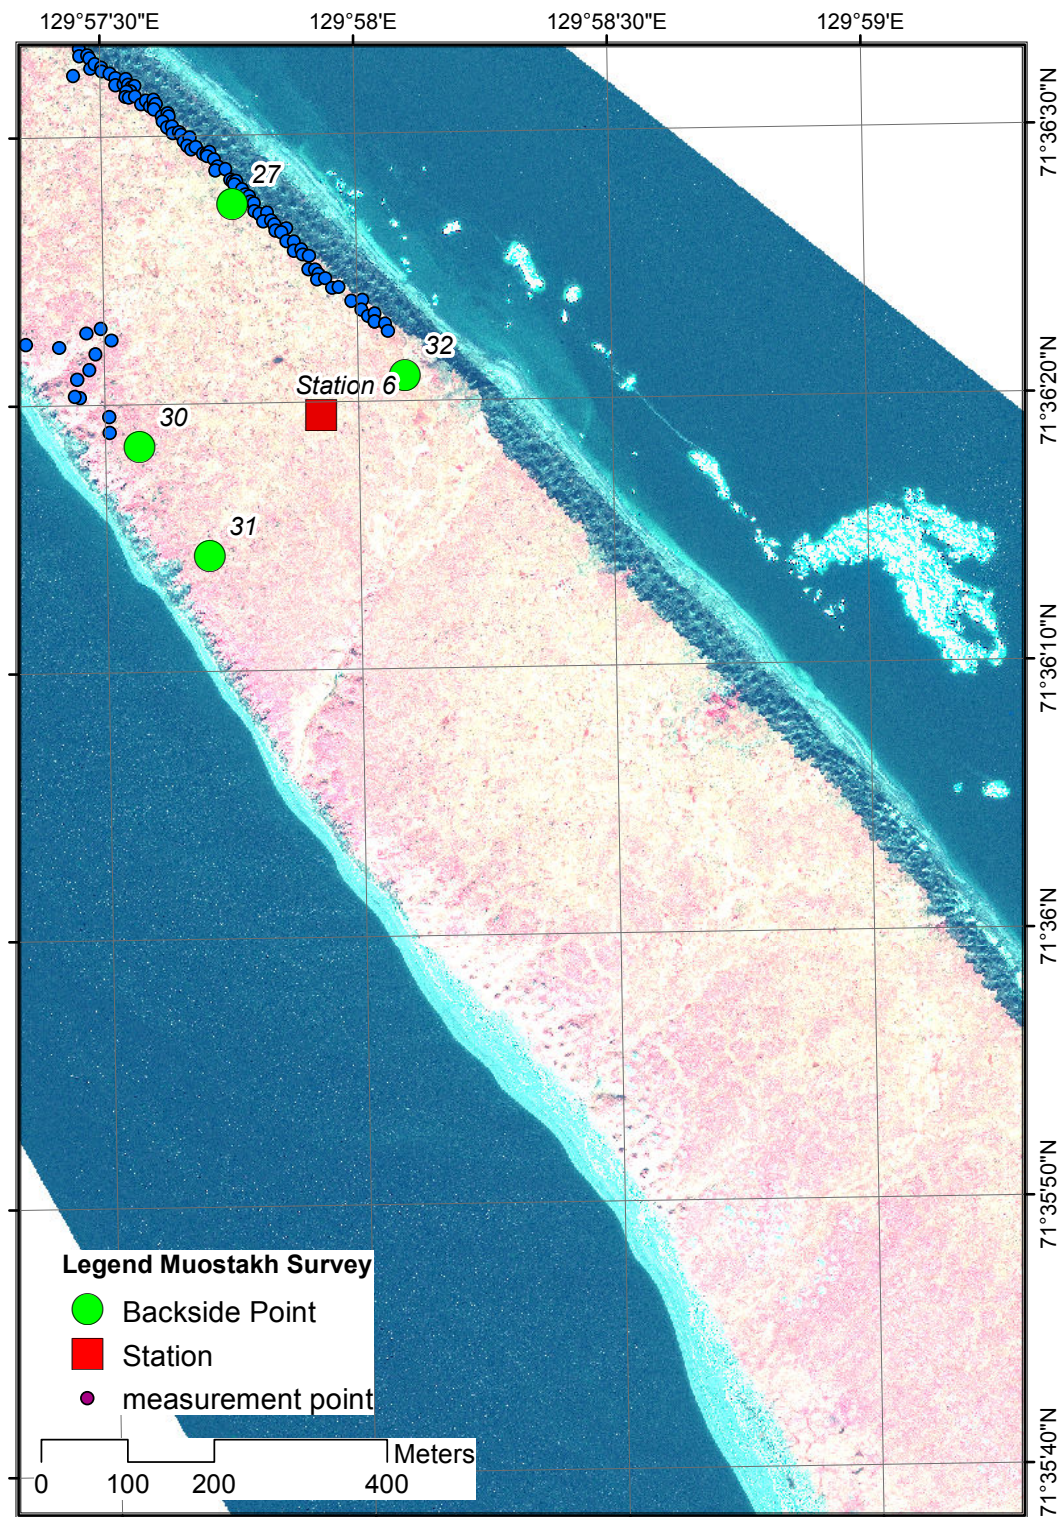 129°57'30"E
129°58'E
129°58'30"E
129°59'E
71°36'30"N
27
32
Station 6
71°36'20"N
30
31
71°36'10"N
71°36'N
71°35'50"N
Legend Muostakh Survey
Backside Point
Station
measurement point
Meters
0 100 200 400
71°35'40"N